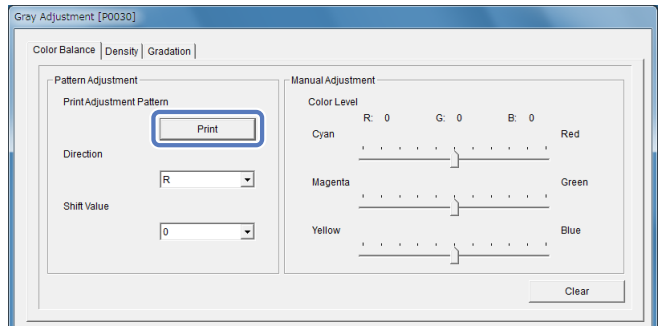 Gray Adjustment [P0030]
Color Balance Density Gradation
Pattern Adjustment
Print Adjustment Pattern
Print
Direction
R
Shift Value
0
Manual Adjustment
Color Level
R: 0 G: 0 B: 0
Cyan Red
Magenta Green
Yellow Blue
Clear